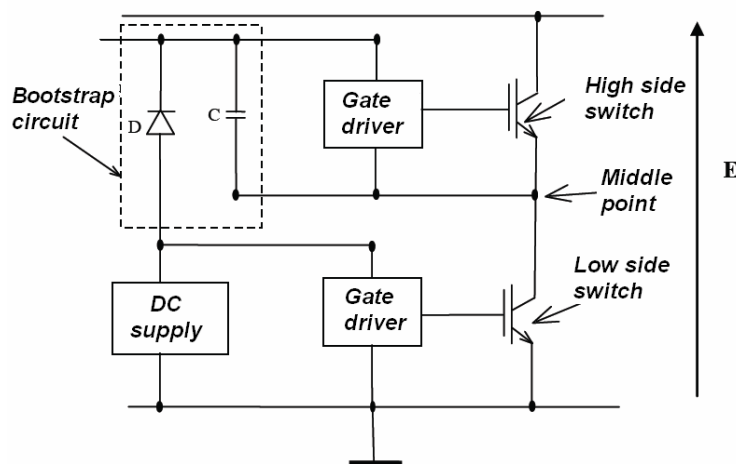 Bootstrap
circuit
D
C
Gate
driver
High side
switch
Middle
point
E
DC
supply
Gate
driver
Low side
switch